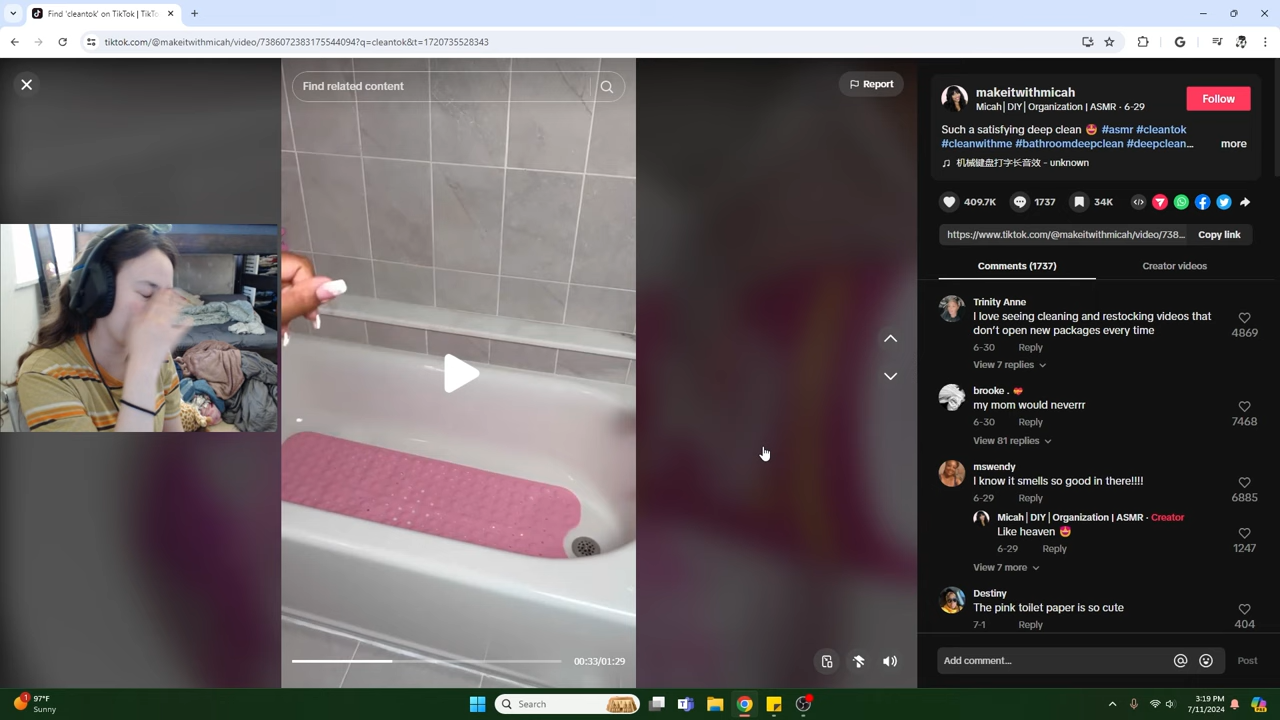 Find 'cleantok' on TikTok | TikTo
tiktok.com/@makeitwithmicah/video/7386072383175544094?q=cleantok&t=1720735528343
Find related content
Report
makeitwithmicah
Micah | DIY | Organization | ASMR · 6-29
Follow
Such a satisfying deep clean 🤩 #asmr #cleantok
#cleanwithme #bathroomdeepclean #deepclean...
more
机械键盘打字长音效 - unknown
409.7K
1737
34K
https://www.tiktok.com/@makeitwithmicah/video/738...
Copy link
Comments (1737)
Creator videos
Trinity Anne
I love seeing cleaning and restocking videos that
don't open new packages every time
4869
6-30
Reply
View 7 replies
brooke .
my mom would neverrr
7468
6-30
Reply
View 81 replies
mswendy
I know it smells so good in there!!!!
6885
6-29
Reply
Micah | DIY | Organization | ASMR · Creator
Like heaven 🤩
1247
6-29
Reply
View 7 more
Destiny
The pink toilet paper is so cute
404
7-1
Reply
00:33/01:29
Add comment...
Post
1
97°F
Sunny
Search
3:19 PM
7/11/2024